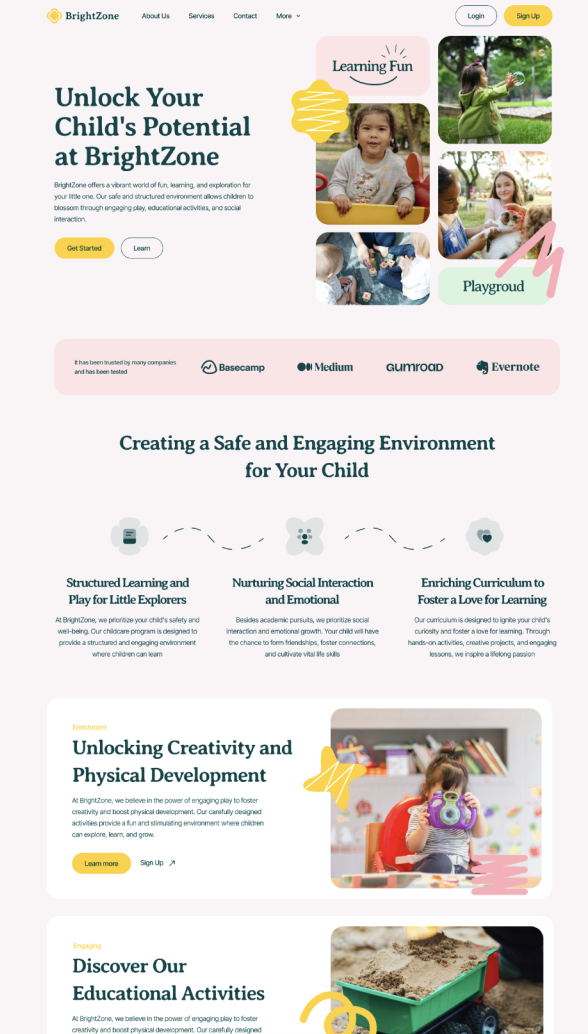 BrightZone
About Us
Services
Contact
More
Login
Sign Up
Unlock Your
Child's Potential
at BrightZone
BrightZone offers a vibrant world of fun, learning, and exploration for
your little one. Our safe and structured environment allows children to
blossom through engaging play, educational activities, and social
interaction.
Get Started
Learn
Learning Fun
Playgroud
It has been trusted by many companies
and has been tested
Basecamp
Medium
GUMROAD
Evernote
Creating a Safe and Engaging Environment
for Your Child
Structured Learning and
Play for Little Explorers
At BrightZone, we prioritize your child's safety and
well-being. Our childcare program is designed to
provide a structured and engaging environment
where children can learn
Nurturing Social Interaction
and Emotional
Besides academic pursuits, we prioritize social
interaction and emotional growth. Your child will have
the chance to form friendships, foster connections,
and cultivate vital life skills
Enriching Curriculum to
Foster a Love for Learning
Our curriculum is designed to ignite your child's
curiosity and foster a love for learning. Through
hands-on activities, creative projects, and engaging
lessons, we inspire a lifelong passion
Enrichment
Unlocking Creativity and
Physical Development
At BrightZone, we believe in the power of engaging play to foster
creativity and boost physical development. Our carefully designed
activities provide a fun and stimulating environment where children
can explore, learn, and grow.
Learn more
Sign Up
Engaging
Discover Our
Educational Activities
At BrightZone, we believe in the power of engaging play to foster
creativity and boost physical development. Our carefully designed